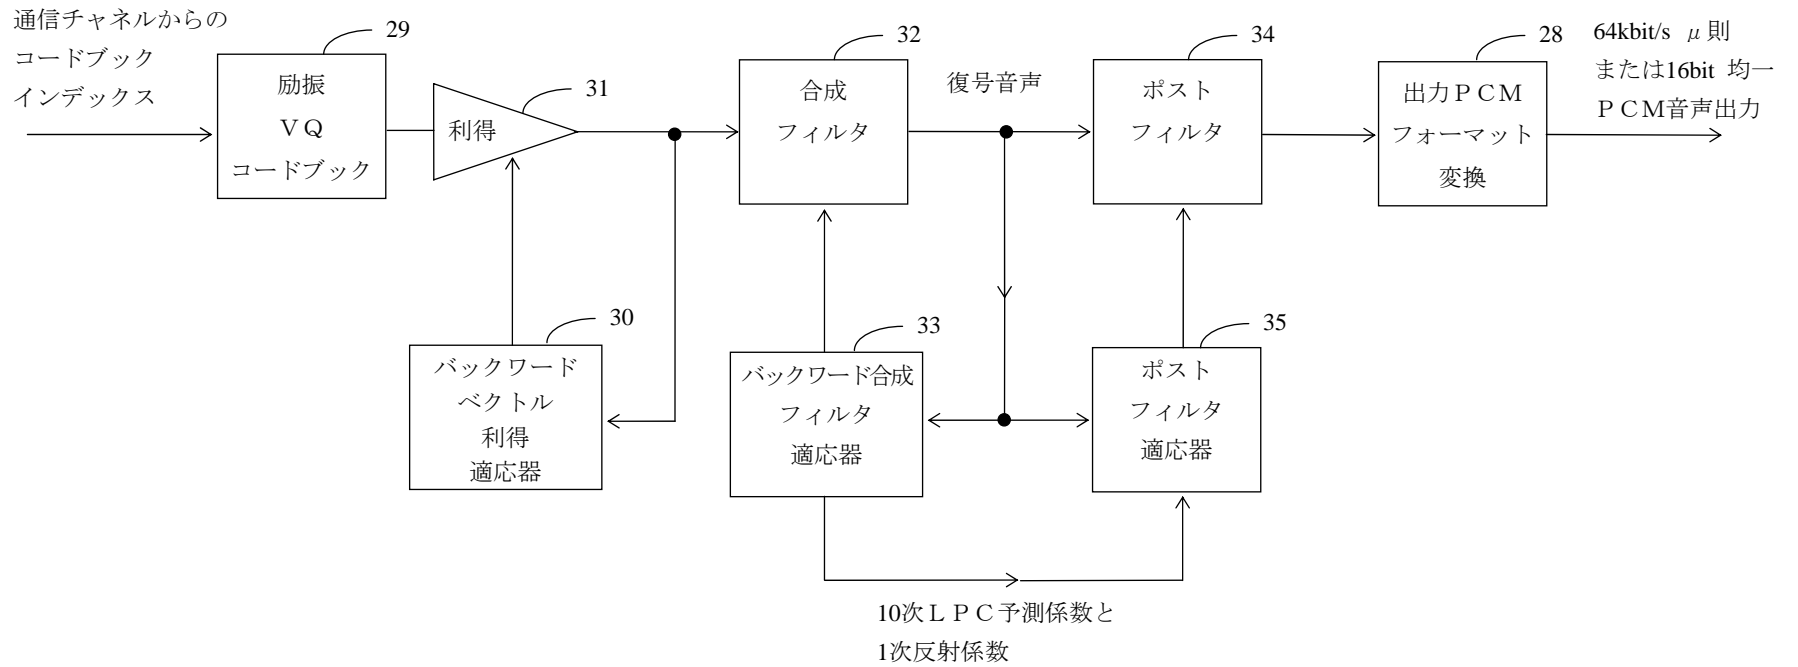 通信チャネルからの
コードブック
インデックス
29
励振
ＶＱ
コードブック
31
利得
30
バックワード
ベクトル
利得
適応器
32
合成
フィルタ
復号音声
33
バックワード合成
フィルタ
適応器
34
ポスト
フィルタ
35
ポスト
フィルタ
適応器
28
出力ＰＣＭ
フォーマット
変換
64kbit/s μ則
または16bit 均一
ＰＣＭ音声出力
10次ＬＰＣ予測係数と
1次反射係数